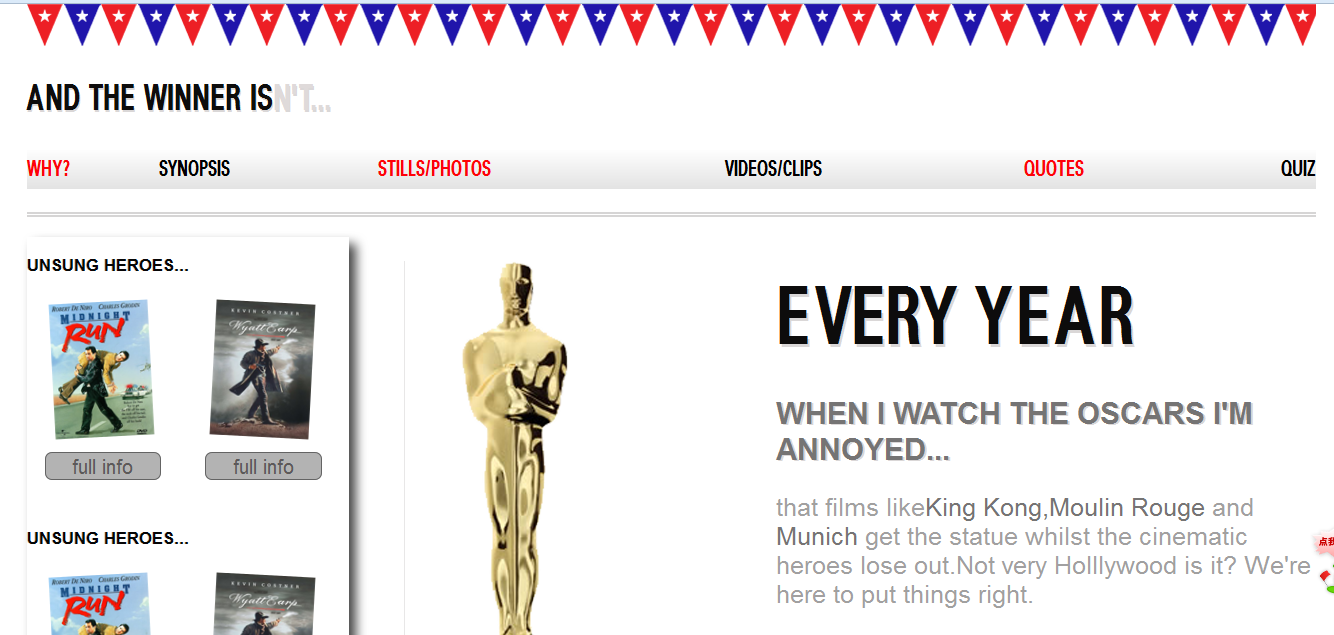 AND THE WINNER ISN'T...
WHY? SYNOPSIS STILLS/PHOTOS VIDEOS/CLIPS QUOTES QUIZ
UNSUNG HEROES...
ROBERT DE NIRO CHARLES GRODIN
MIDNIGHT
RUN
KEVIN COSTNER
Wyatt Earp
full info full info
UNSUNG HEROES...
ROBERT DE NIRO CHARLES GRODIN
MIDNIGHT
RUN
KEVIN COSTNER
Wyatt Earp
EVERY YEAR
WHEN I WATCH THE OSCARS I'M
ANNOYED...
that films likeKing Kong,Moulin Rouge and
Munich get the statue whilst the cinematic
heroes lose out.Not very Holllywood is it? We're
here to put things right.